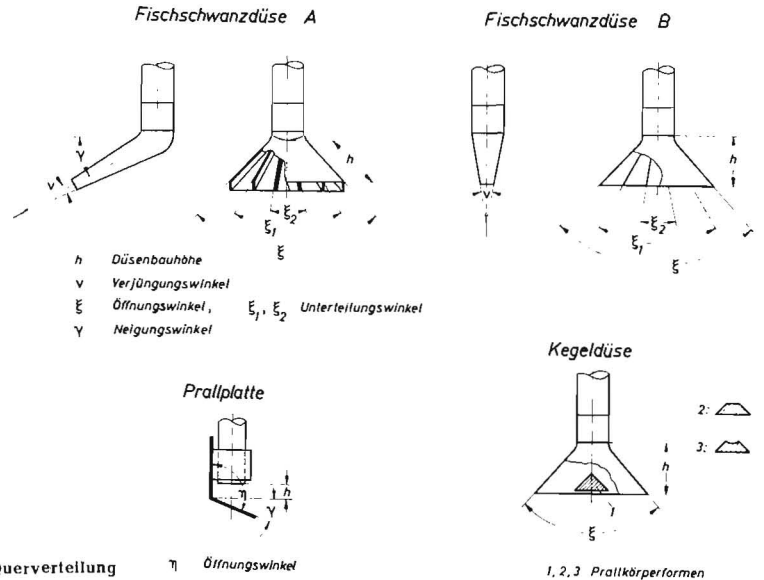 Fischschwanzdüse A
Fischschwanzdüse B
γ
v
h
ξ₁
ξ₂
ξ
v
h
ξ₂
ξ₁
ξ
h Düsenbauhöhe
v Verjüngungswinkel
ξ Öffnungswinkel, ξ₁, ξ₂ Unterteilungswinkel
γ Neigungswinkel
Prallplatte
h
η
γ
Kegeldüse
2:
3:
h
1
ξ
Querverteilung
η Öffnungswinkel
1, 2, 3 Prallkörperformen